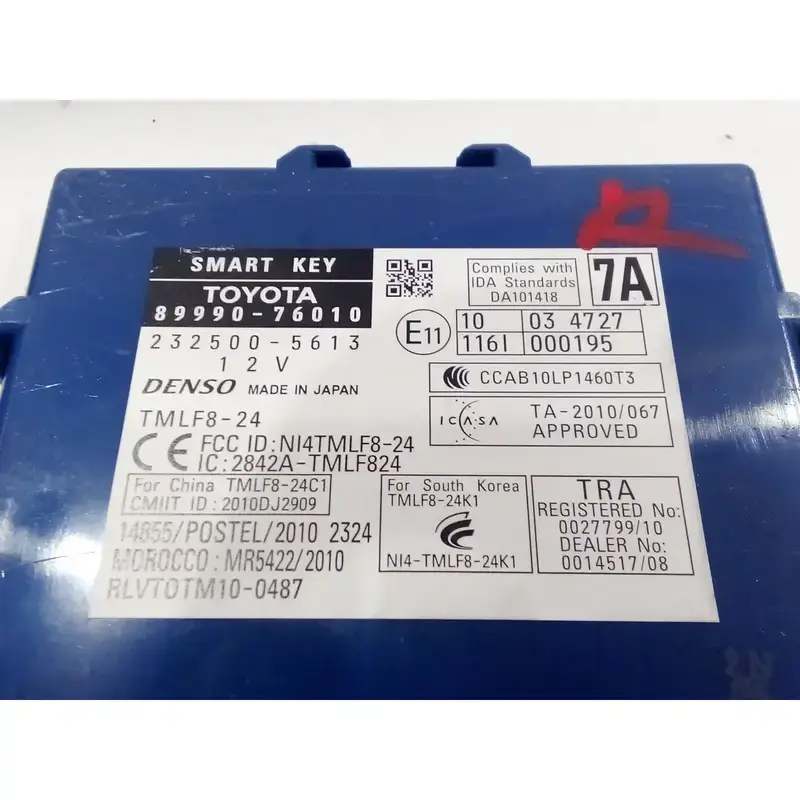 SMART KEY
TOYOTA
89990-76010
232500-5613
12V
DENSO MADE IN JAPAN
TMLF8-24
CE FCC ID:NI4TMLF8-24
IC:2842A-TMLF824
For China TMLF8-24C1
CMIIT ID:2010DJ2909
14855/POSTEL/2010 2324
MOROCCO:MR5422/2010
RLVTOTM10-0487
Complies with
IDA Standards
DA101418
7A
E11
10 03 4727
116I 000195
CCAB10LP1460T3
ICASA
TA-2010/067
APPROVED
For South Korea
TMLF8-24K1
NI4-TMLF8-24K1
TRA
REGISTERED No:
0027799/10
DEALER No:
0014517/08